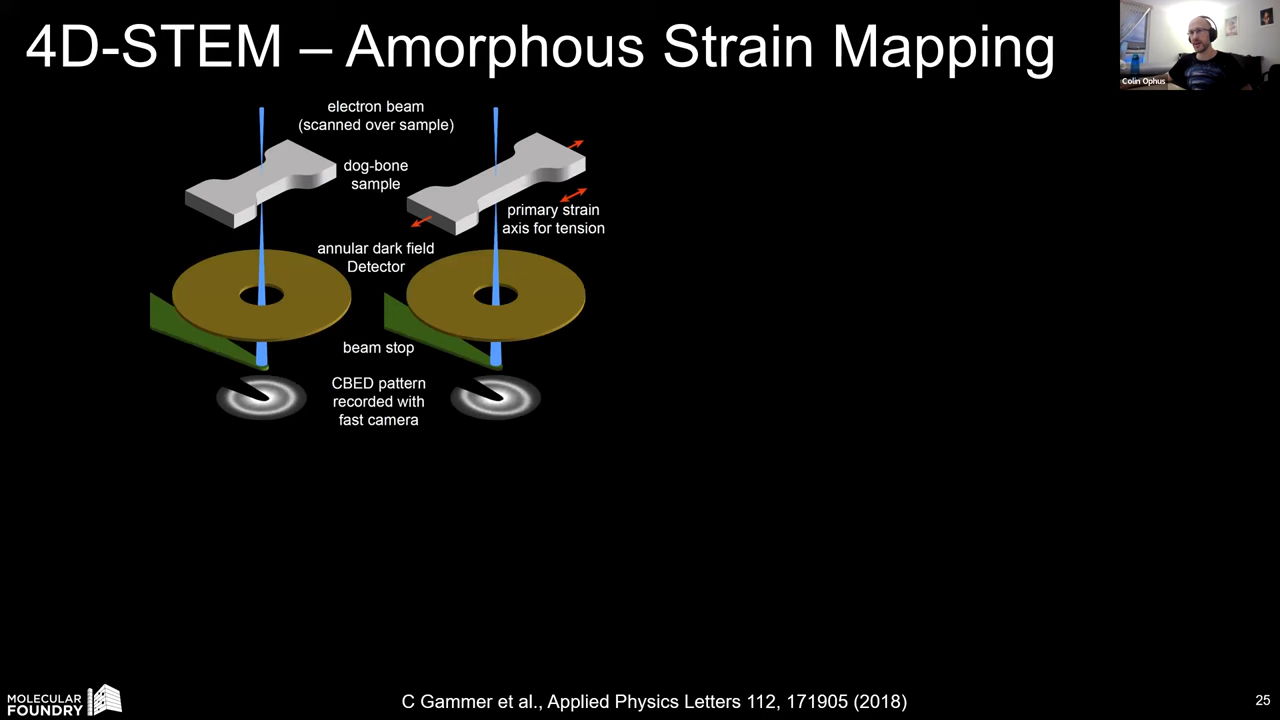 4D-STEM – Amorphous Strain Mapping
Colin Ophus
electron beam
(scanned over sample)
dog-bone
sample
primary strain
axis for tension
annular dark field
Detector
beam stop
CBED pattern
recorded with
fast camera
MOLECULAR
FOUNDRY
C Gammer et al., Applied Physics Letters 112, 171905 (2018)
25